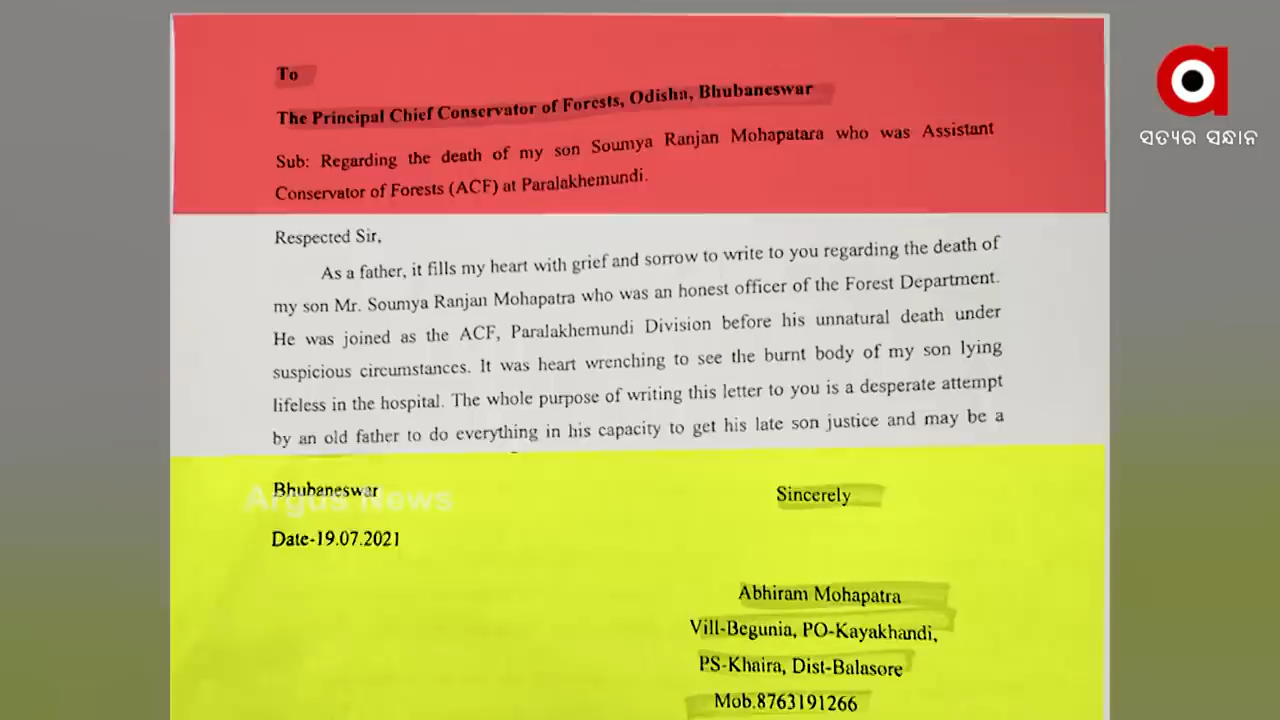 To
The Principal Chief Conservator of Forests, Odisha, Bhubaneswar
Sub: Regarding the death of my son Soumya Ranjan Mohapatara who was Assistant
Conservator of Forests (ACF) at Paralakhemundi.
ସତ୍ୟର ସନ୍ଧାନ
Respected Sir,
As a father, it fills my heart with grief and sorrow to write to you regarding the death of
my son Mr. Soumya Ranjan Mohapatra who was an honest officer of the Forest Department.
He was joined as the ACF, Paralakhemundi Division before his unnatural death under
suspicious circumstances. It was heart wrenching to see the burnt body of my son lying
lifeless in the hospital. The whole purpose of writing this letter to you is a desperate attempt
by an old father to do everything in his capacity to get his late son justice and may be a
Bhubaneswar
Argus News
Sincerely
Date-19.07.2021
Abhiram Mohapatra
Vill-Begunia, PO-Kayakhandi,
PS-Khaira, Dist-Balasore
Mob.8763191266